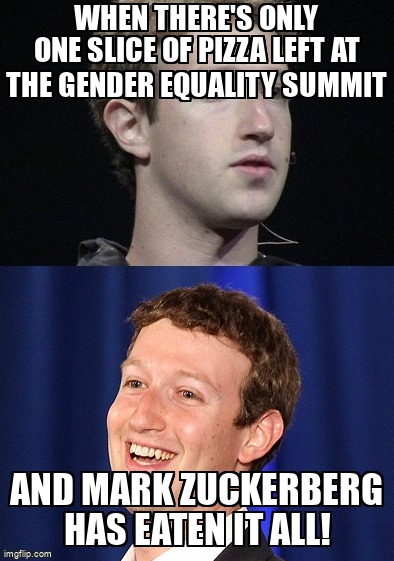 WHEN THERE'S ONLY
ONE SLICE OF PIZZA LEFT AT
THE GENDER EQUALITY SUMMIT
AND MARK ZUCKERBERG
HAS EATEN IT ALL!
imgflip.com